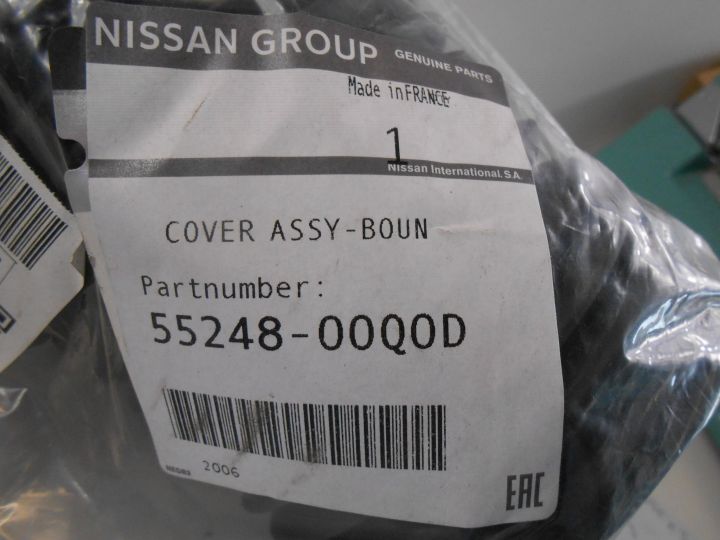 NISSAN GROUP GENUINE PARTS
Made in FRANCE
1
Nissan International. S.A.
COVER ASSY-BOUN
Partnumber:
55248-00Q0D
2006
EAC